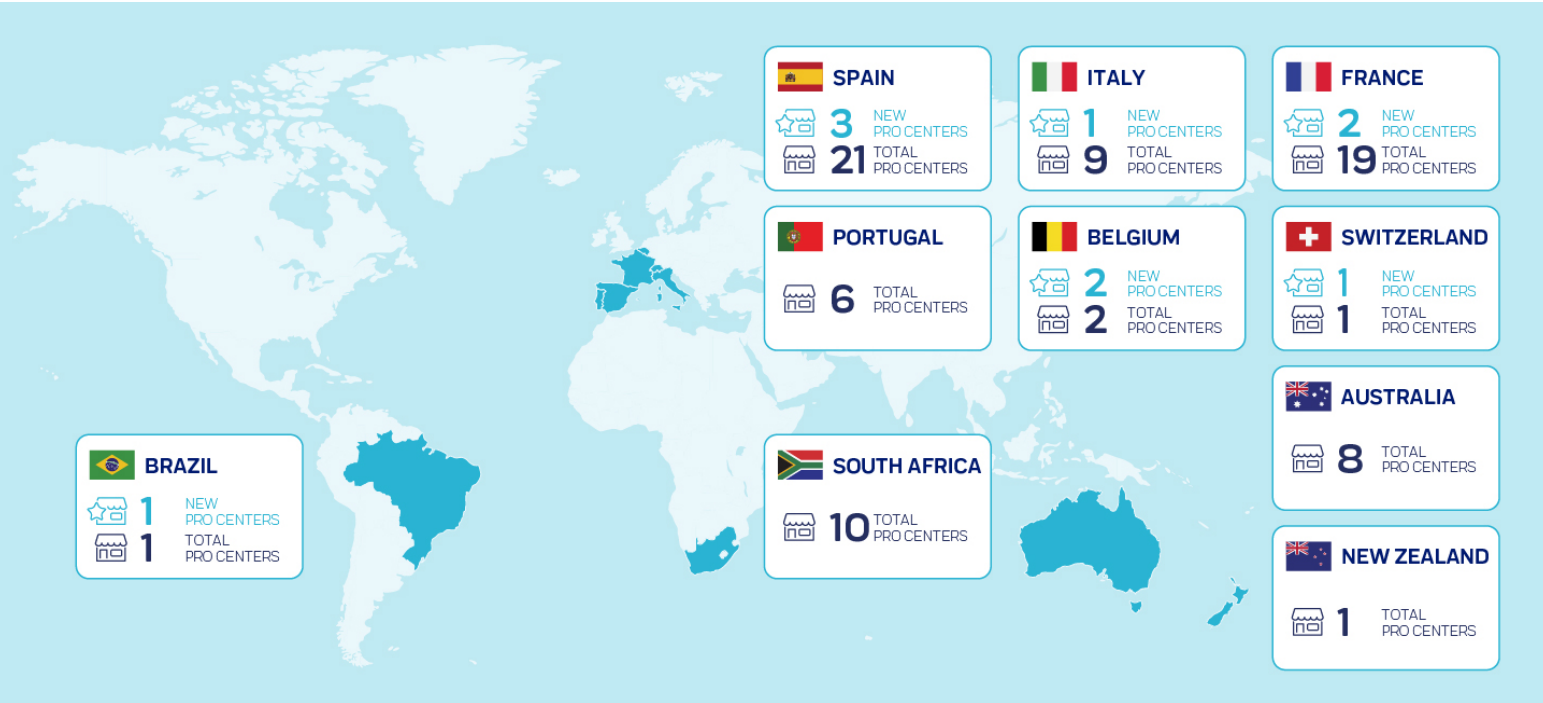 SPAIN
3 NEW
PRO CENTERS
21 TOTAL
PRO CENTERS
ITALY
1 NEW
PRO CENTERS
9 TOTAL
PRO CENTERS
FRANCE
2 NEW
PRO CENTERS
19 TOTAL
PRO CENTERS
PORTUGAL
6 TOTAL
PRO CENTERS
BELGIUM
2 NEW
PRO CENTERS
2 TOTAL
PRO CENTERS
SWITZERLAND
1 NEW
PRO CENTERS
1 TOTAL
PRO CENTERS
AUSTRALIA
8 TOTAL
PRO CENTERS
BRAZIL
1 NEW
PRO CENTERS
1 TOTAL
PRO CENTERS
SOUTH AFRICA
10 TOTAL
PRO CENTERS
NEW ZEALAND
1 TOTAL
PRO CENTERS